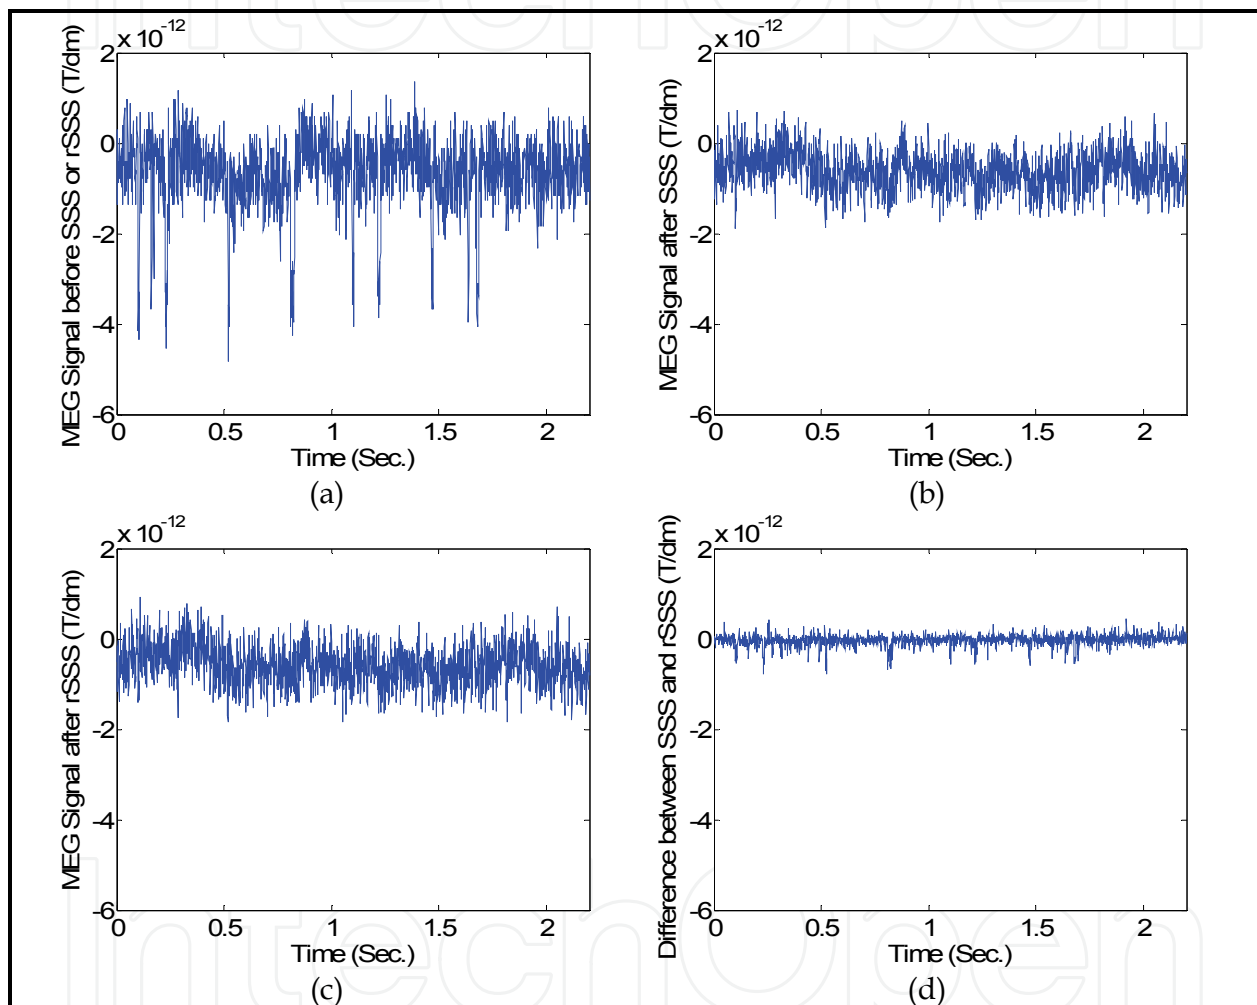 IntechOpen
x 10-12
2
0
-2
-4
-6
MEG Signal before SSS or rSSS (T/dm)
0 0.5 1 1.5 2
Time (Sec.)
(a)
x 10-12
2
0
-2
-4
-6
MEG Signal after SSS (T/dm)
0 0.5 1 1.5 2
Time (Sec.)
(b)
x 10-12
2
0
-2
-4
-6
MEG Signal after rSSS (T/dm)
0 0.5 1 1.5 2
Time (Sec.)
(c)
x 10-12
2
0
-2
-4
-6
Difference between SSS and rSSS (T/dm)
0 0.5 1 1.5 2
Time (Sec.)
(d)
IntechOpen